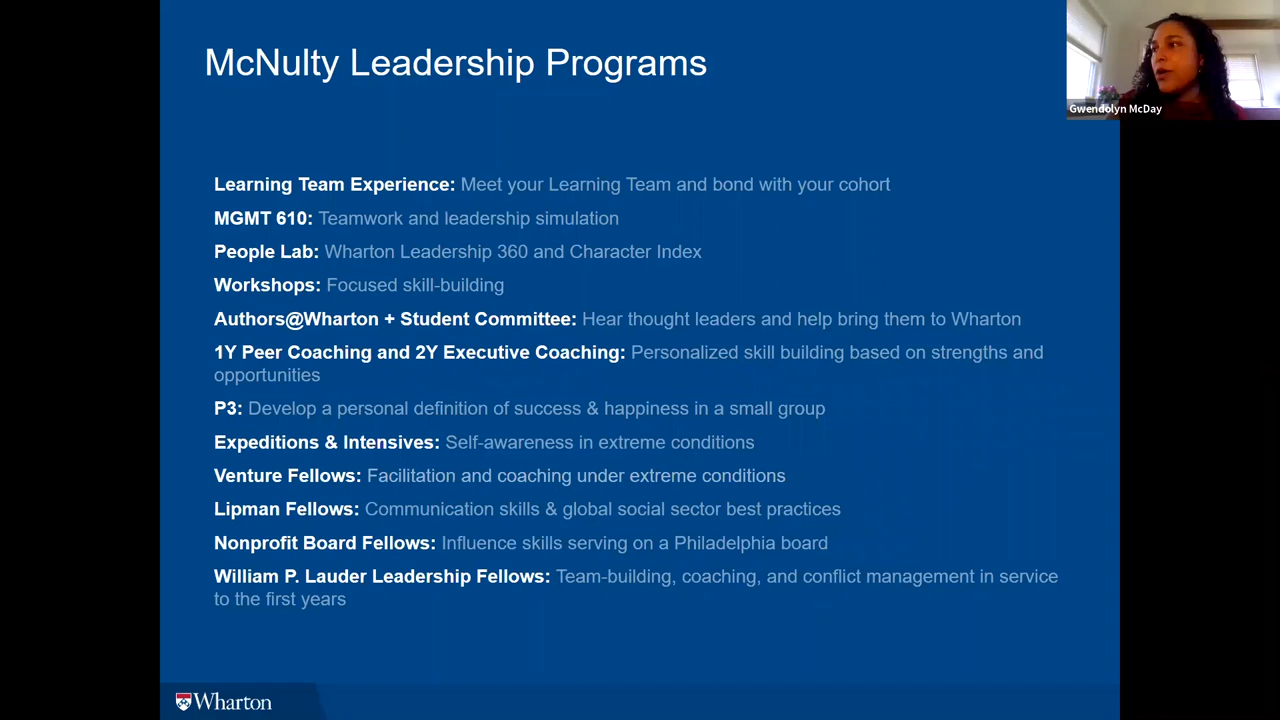 McNulty Leadership Programs
Gwendolyn McDay
Learning Team Experience: Meet your Learning Team and bond with your cohort
MGMT 610: Teamwork and leadership simulation
People Lab: Wharton Leadership 360 and Character Index
Workshops: Focused skill-building
Authors@Wharton + Student Committee: Hear thought leaders and help bring them to Wharton
1Y Peer Coaching and 2Y Executive Coaching: Personalized skill building based on strengths and
opportunities
P3: Develop a personal definition of success & happiness in a small group
Expeditions & Intensives: Self-awareness in extreme conditions
Venture Fellows: Facilitation and coaching under extreme conditions
Lipman Fellows: Communication skills & global social sector best practices
Nonprofit Board Fellows: Influence skills serving on a Philadelphia board
William P. Lauder Leadership Fellows: Team-building, coaching, and conflict management in service
to the first years
Wharton